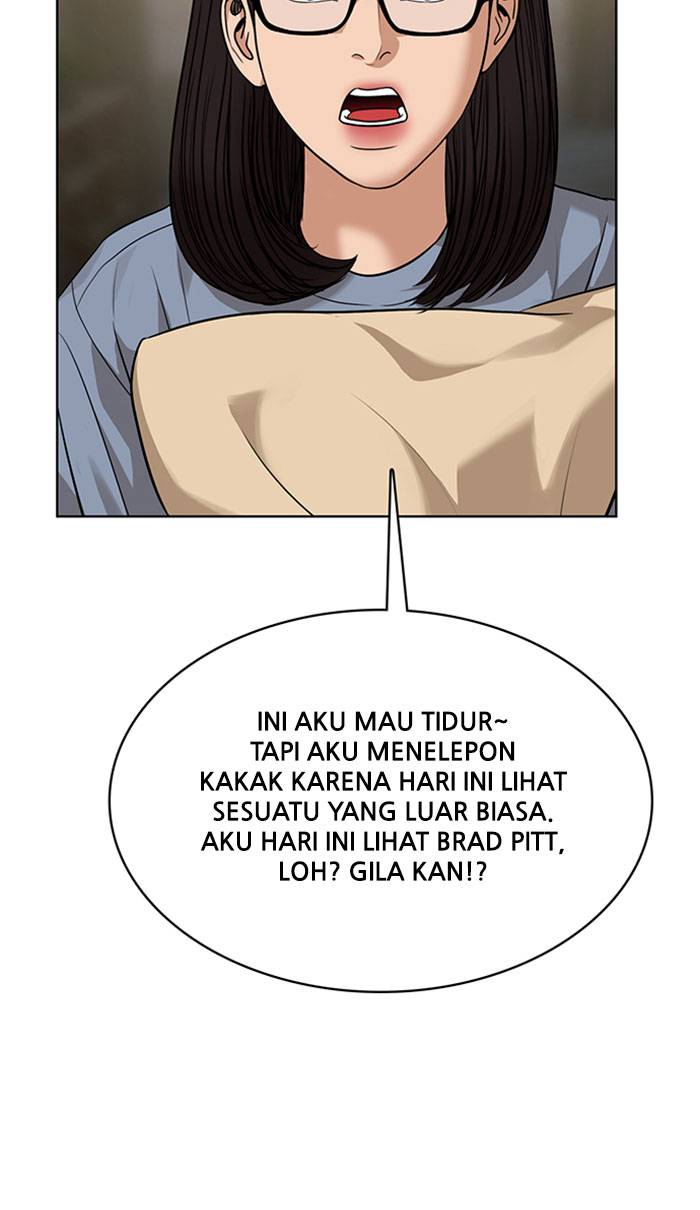 INI AKU MAU TIDUR~
TAPI AKU MENELEPON
KAKAK KARENA HARI INI LIHAT
SESUATU YANG LUAR BIASA.
AKU HARI INI LIHAT BRAD PITT,
LOH? GILA KAN!?